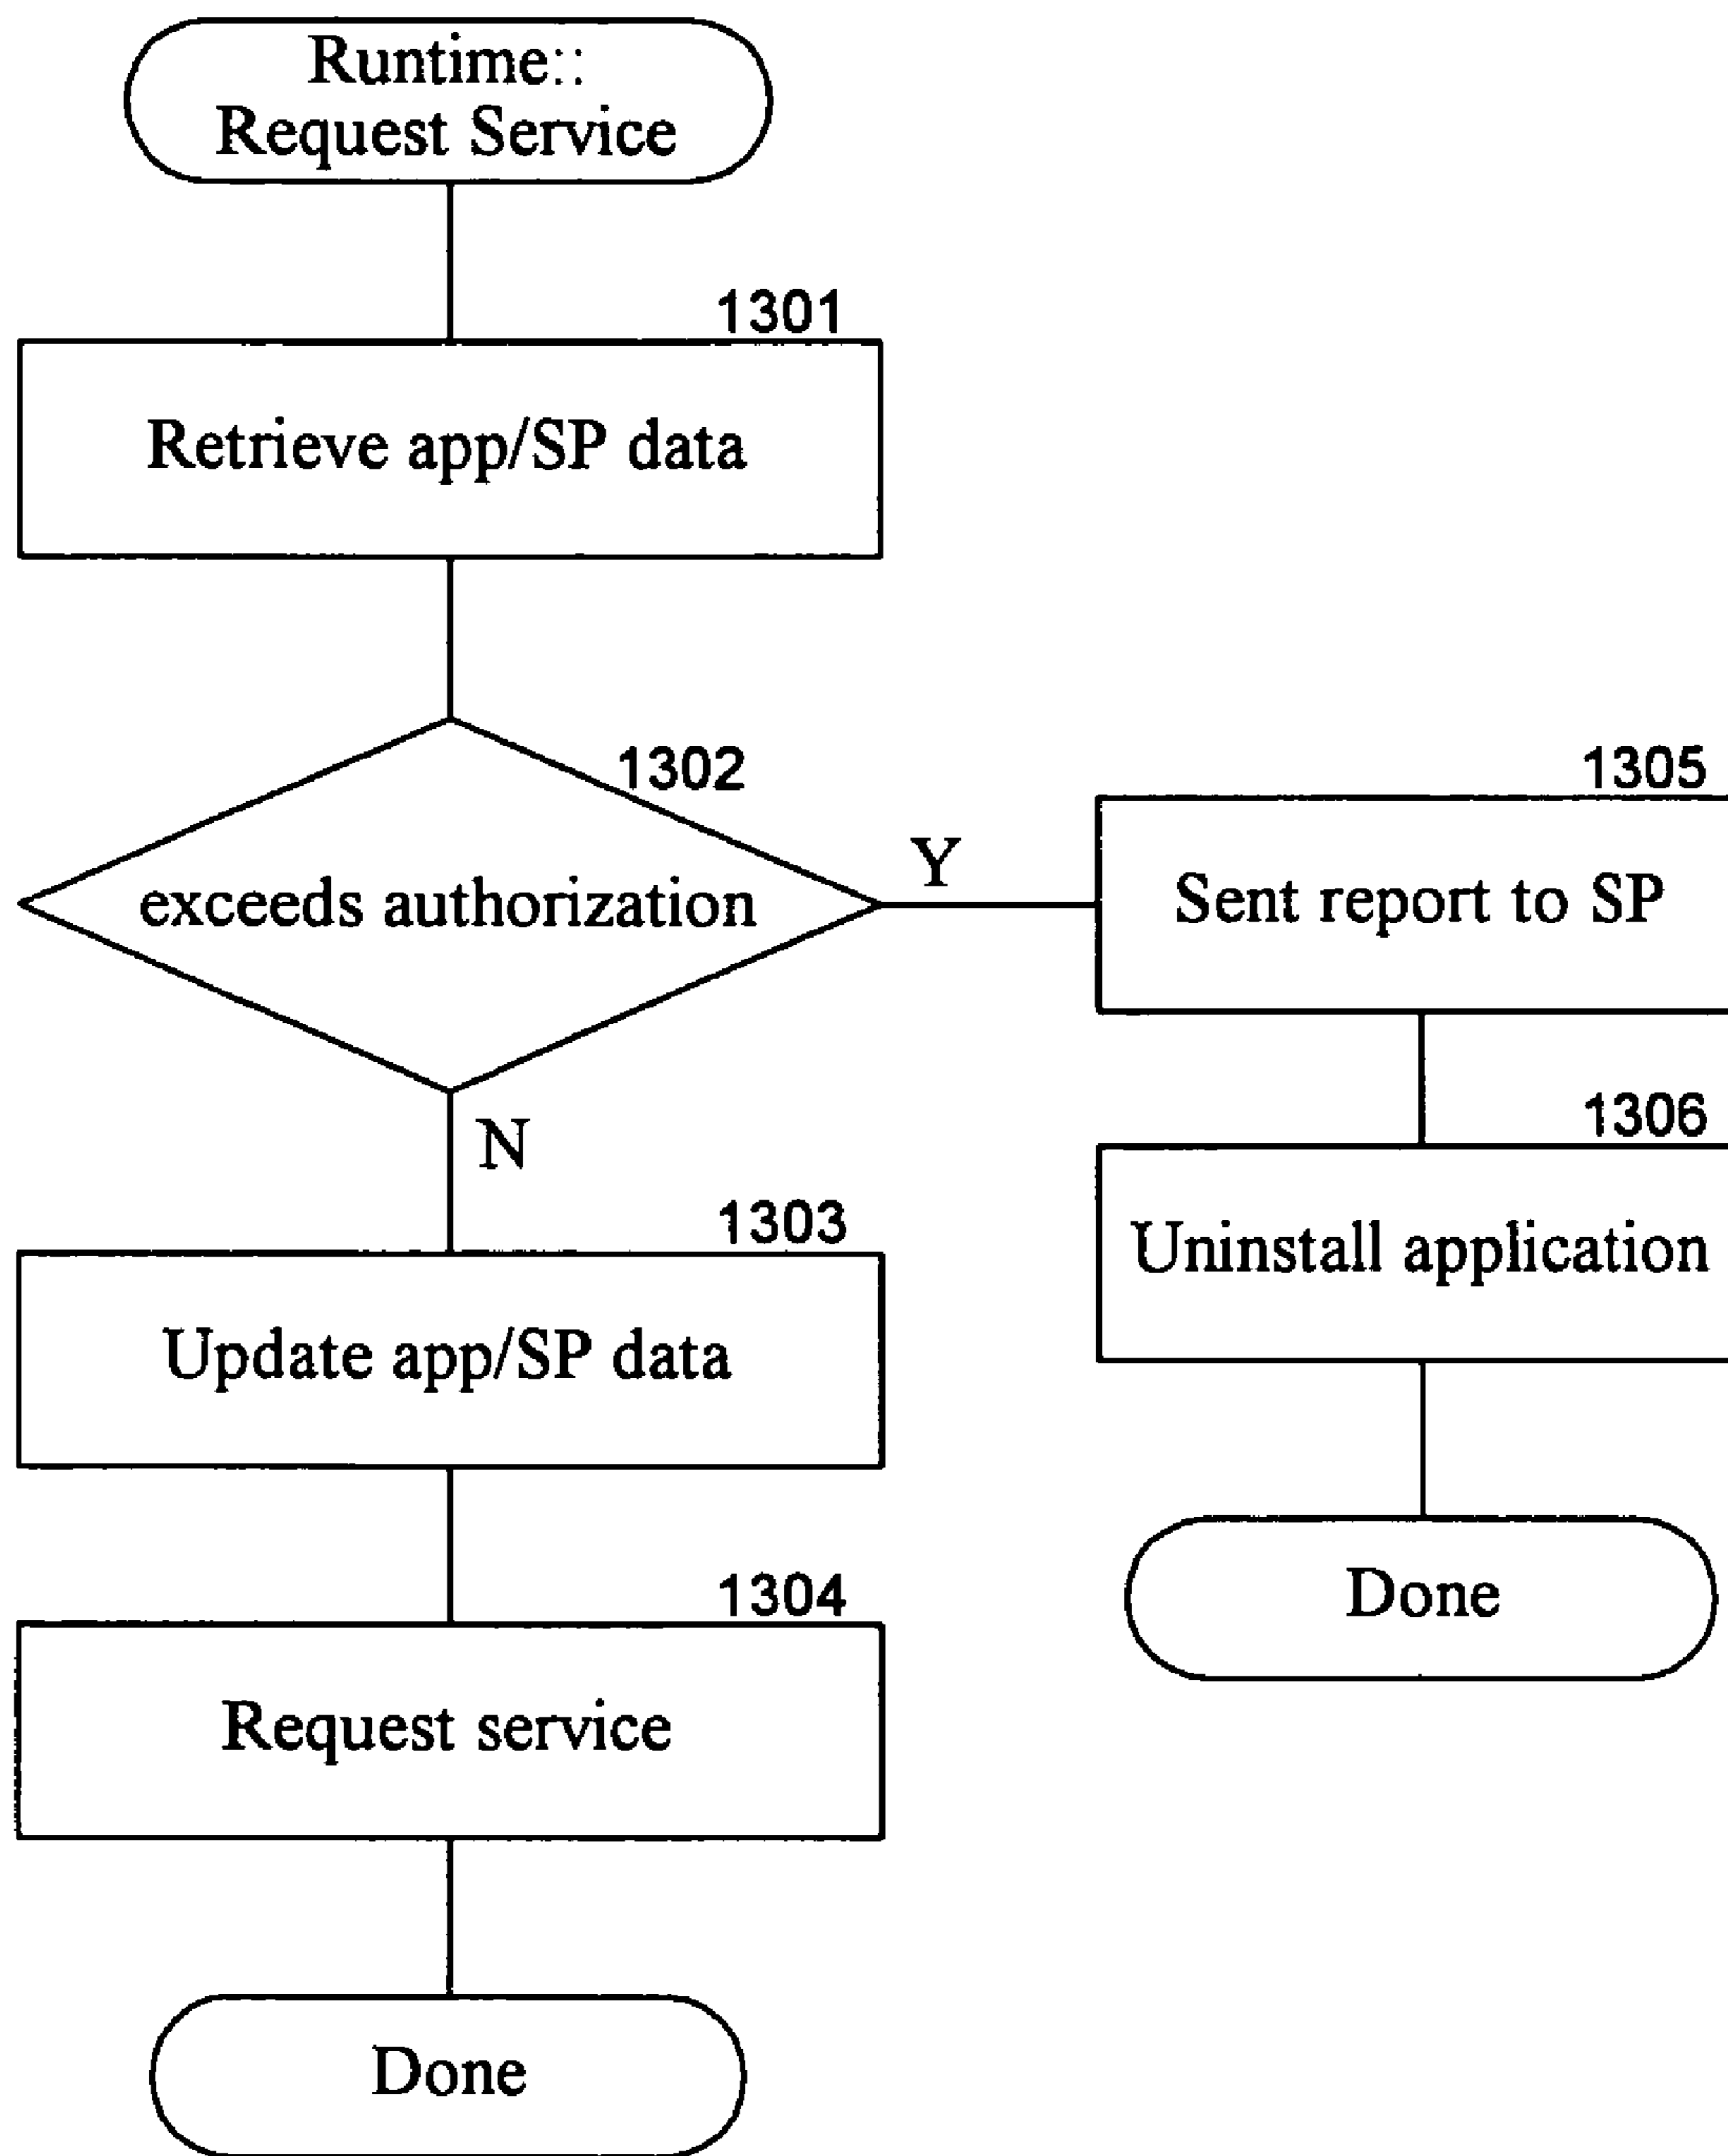 Runtime::
Request Service
1301
Retrieve app/SP data
1302
exceeds authorization
Y
N
1303
Update app/SP data
1304
Request service
Done
1305
Sent report to SP
1306
Uninstall application
Done